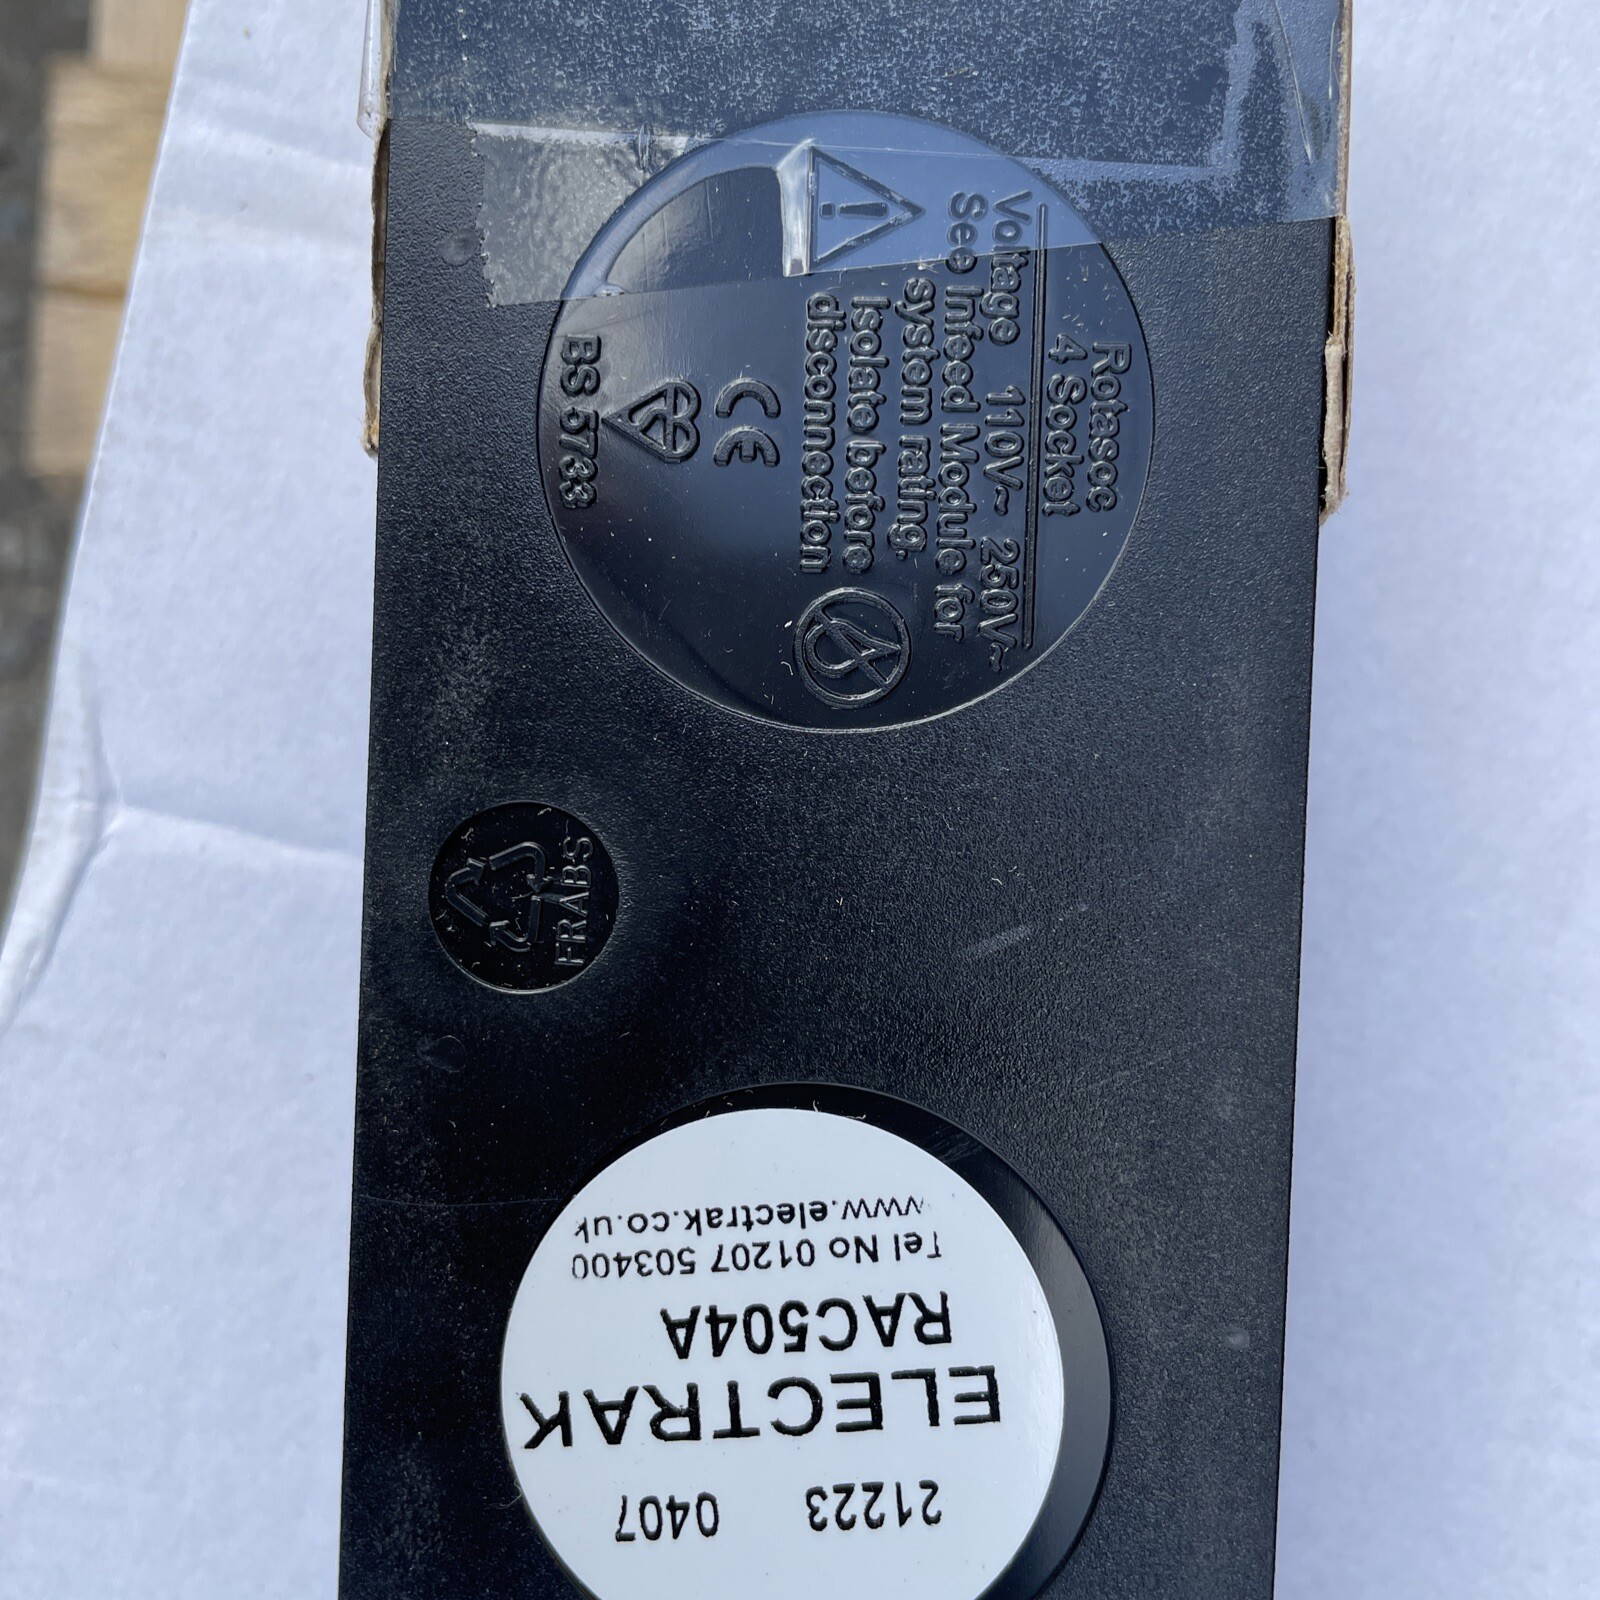 Rotasoc
4 Socket
Voltage 110V~ 250V~
See Infeed Module for
system rating.
Isolate before
disconnection
CE
BS 5733
FRABS
21223 0407
ELECTRAK
RAC504A
Tel No 01207 503400
www.electrak.co.uk